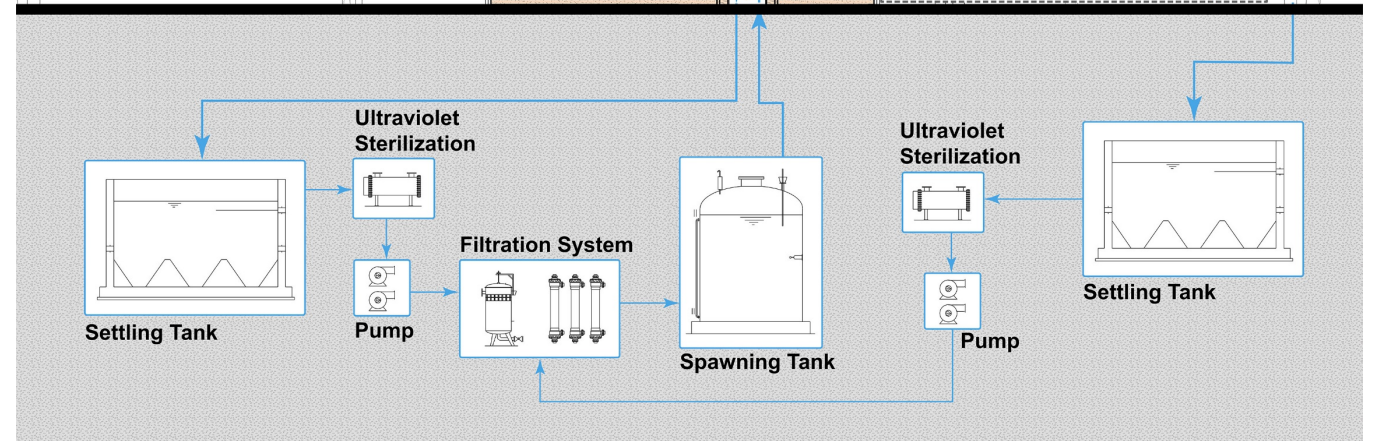 Ultraviolet
Sterilization
Ultraviolet
Sterilization
Filtration System
Settling Tank
Settling Tank
Pump
Pump
Spawning Tank